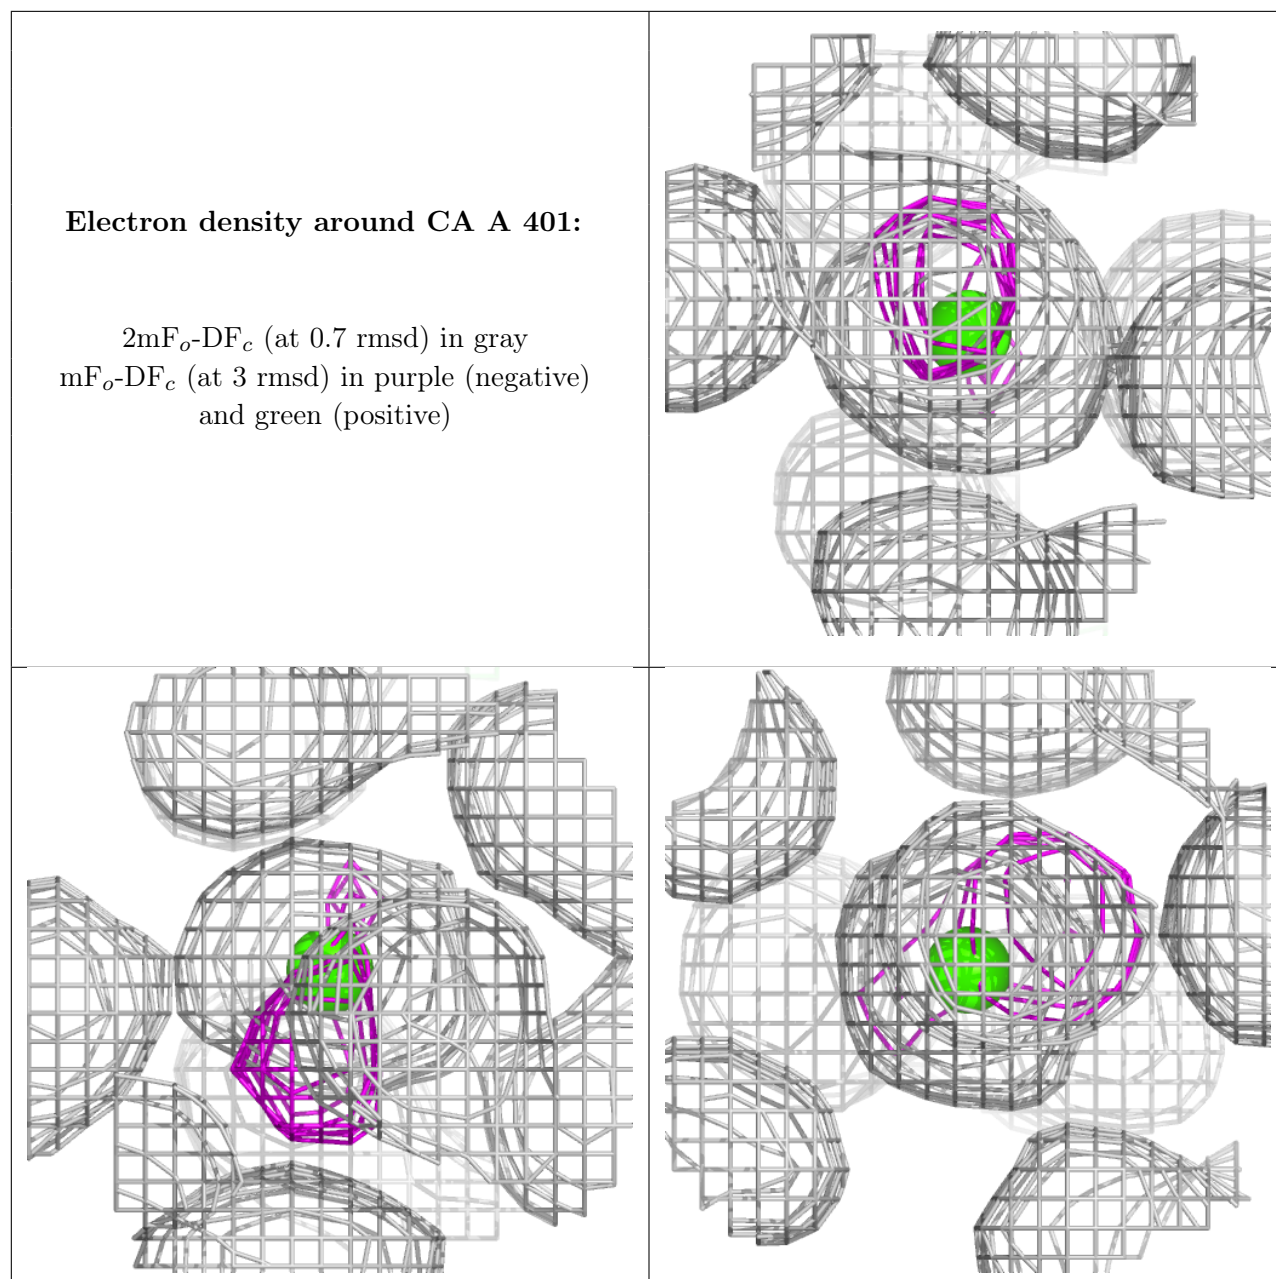 Electron density around CA A 401:
2mFo-DFc (at 0.7 rmsd) in gray
mFo-DFc (at 3 rmsd) in purple (negative)
and green (positive)